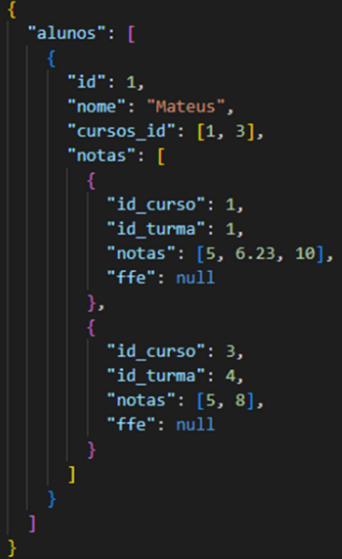 {
  "alunos": [
    {
      "id": 1,
      "nome": "Mateus",
      "cursos_id": [1, 3],
      "notas": [
        {
          "id_curso": 1,
          "id_turma": 1,
          "notas": [5, 6.23, 10],
          "ffe": null
        },
        {
          "id_curso": 3,
          "id_turma": 4,
          "notas": [5, 8],
          "ffe": null
        }
      ]
    }
  ]
}